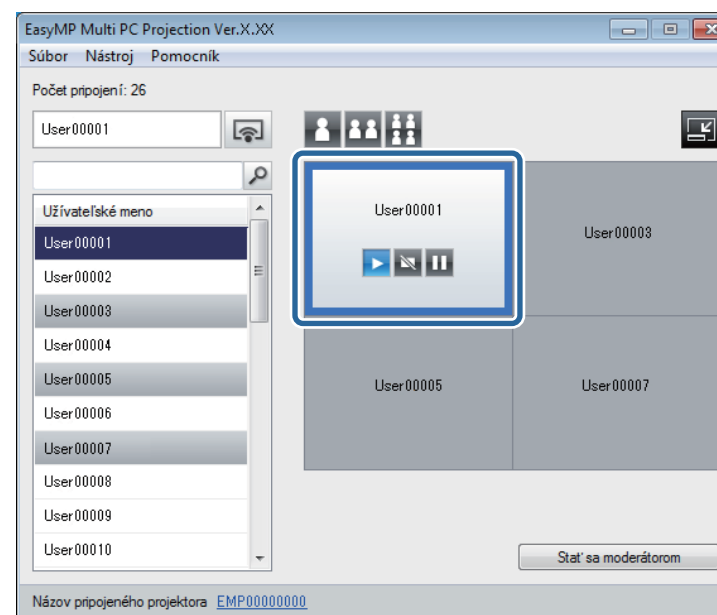 EasyMP Multi PC Projection Ver.X.XX
Súbor Nástroj Pomocník
Počet pripojení: 26
User00001
Užívateľské meno
User00001
User00002
User00003
User00004
User00005
User00006
User00007
User00008
User00009
User00010
User00001
User00003
User00005
User00007
Stať sa moderátorom
Názov pripojeného projektora EMP00000000